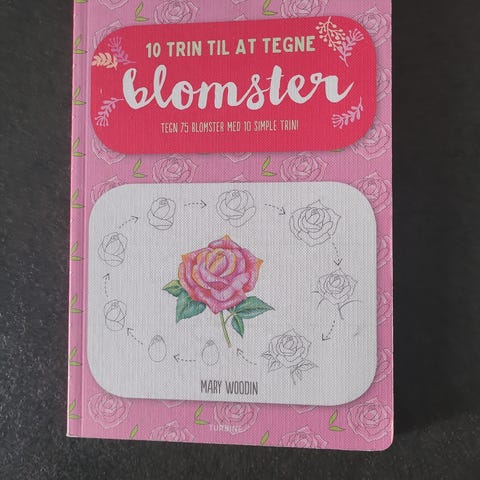 10 TRIN TIL AT TEGNE
blomster
TEGN 75 BLOMSTER MED 10 SIMPLE TRIN!
MARY WOODIN
TURBINE